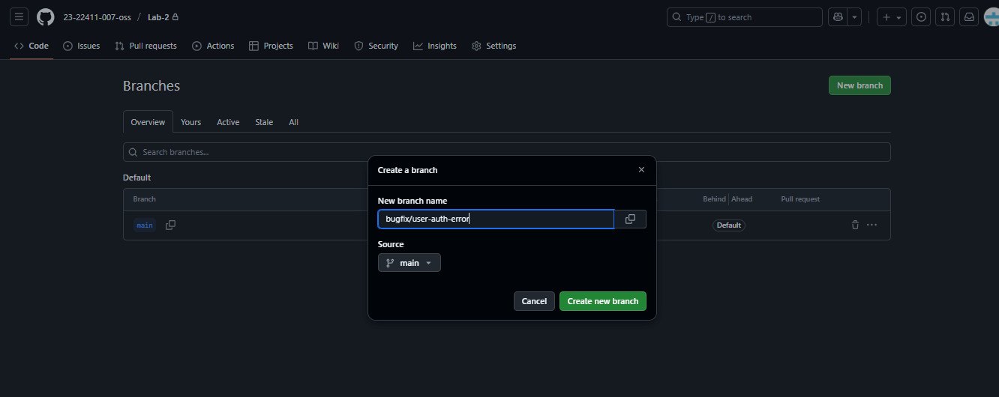 23-22411-007-oss / Lab-2 Type / to search
Code Issues Pull requests Actions Projects Wiki Security Insights Settings
Branches New branch
Overview Yours Active Stale All
Search branches...
Default
Branch Behind Ahead Pull request
main Default
Create a branch
New branch name
bugfix/user-auth-error
Source
main
Cancel Create new branch